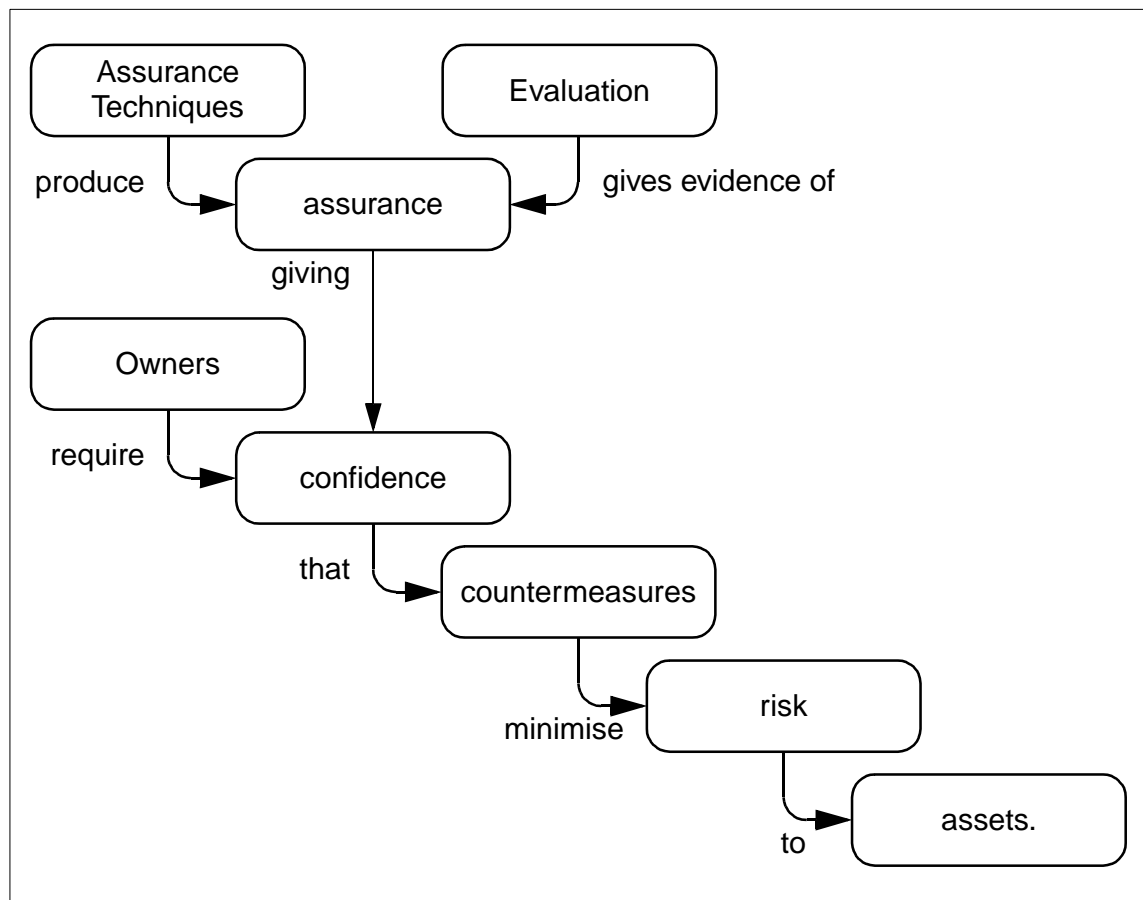 Assurance
Techniques
Evaluation
produce
gives evidence of
assurance
giving
Owners
require
confidence
that
countermeasures
minimise
risk
to
assets.